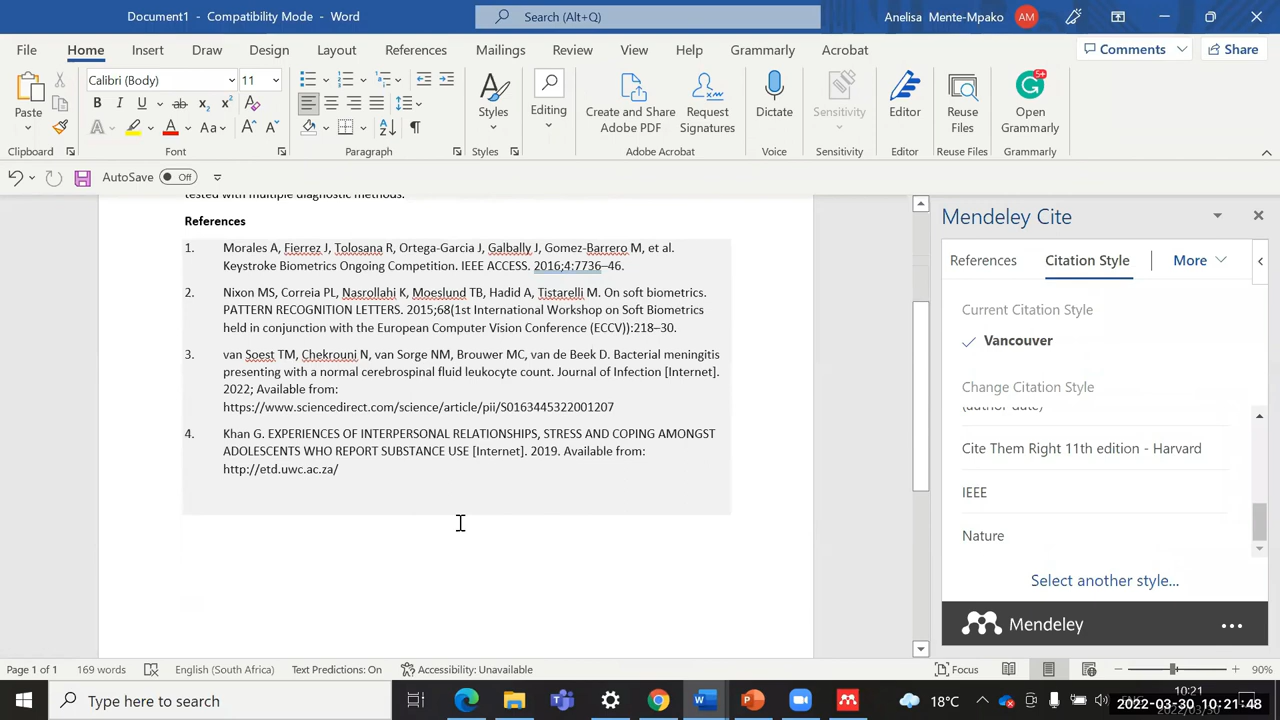 Document1 - Compatibility Mode - Word
Search (Alt+Q)
Anelisa Mente-Mpako AM
File Home Insert Draw Design Layout References Mailings Review View Help Grammarly Acrobat Comments Share
Calibri (Body) 11
Paste
Styles
Editing
Create and Share Adobe PDF
Request Signatures
Dictate
Sensitivity
Editor
Reuse Files
Open Grammarly
Clipboard Font Paragraph Styles Adobe Acrobat Voice Sensitivity Editor Reuse Files Grammarly
AutoSave Off
tested with multiple diagnostic methods.
References
1. Morales A, Fierrez J, Tolosana R, Ortega-Garcia J, Galbally J, Gomez-Barrero M, et al.
Keystroke Biometrics Ongoing Competition. IEEE ACCESS. 2016;4:7736–46.
2. Nixon MS, Correia PL, Nasrollahi K, Moeslund TB, Hadid A, Tistarelli M. On soft biometrics.
PATTERN RECOGNITION LETTERS. 2015;68(1st International Workshop on Soft Biometrics
held in conjunction with the European Computer Vision Conference (ECCV)):218–30.
3. van Soest TM, Chekrouni N, van Sorge NM, Brouwer MC, van de Beek D. Bacterial meningitis
presenting with a normal cerebrospinal fluid leukocyte count. Journal of Infection [Internet].
2022; Available from:
https://www.sciencedirect.com/science/article/pii/S0163445322001207
4. Khan G. EXPERIENCES OF INTERPERSONAL RELATIONSHIPS, STRESS AND COPING AMONGST
ADOLESCENTS WHO REPORT SUBSTANCE USE [Internet]. 2019. Available from:
http://etd.uwc.ac.za/
Mendeley Cite
References Citation Style More
Current Citation Style
Vancouver
Change Citation Style
(author-date)
Cite Them Right 11th edition - Harvard
IEEE
Nature
Select another style...
Mendeley
Page 1 of 1 169 words English (South Africa) Text Predictions: On Accessibility: Unavailable Focus 90%
Type here to search
18°C
ENG
10:21
2022-03-30 10:21:48